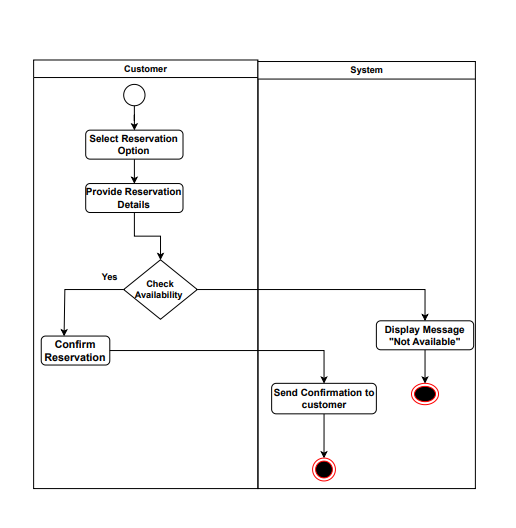 Customer
System
Select Reservation
Option
Provide Reservation
Details
Yes
Check
Availability
Display Message
"Not Available"
Confirm
Reservation
Send Confirmation to
customer